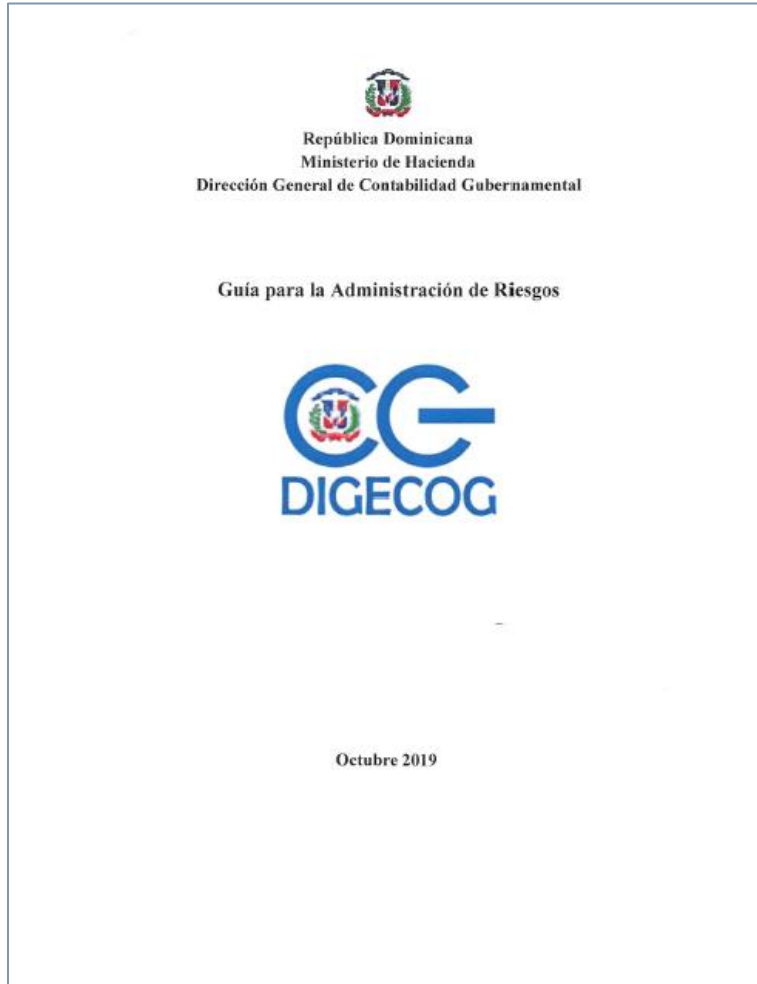 República Dominicana
Ministerio de Hacienda
Dirección General de Contabilidad Gubernamental
Guía para la Administración de Riesgos
CG
DIGECOG
Octubre 2019